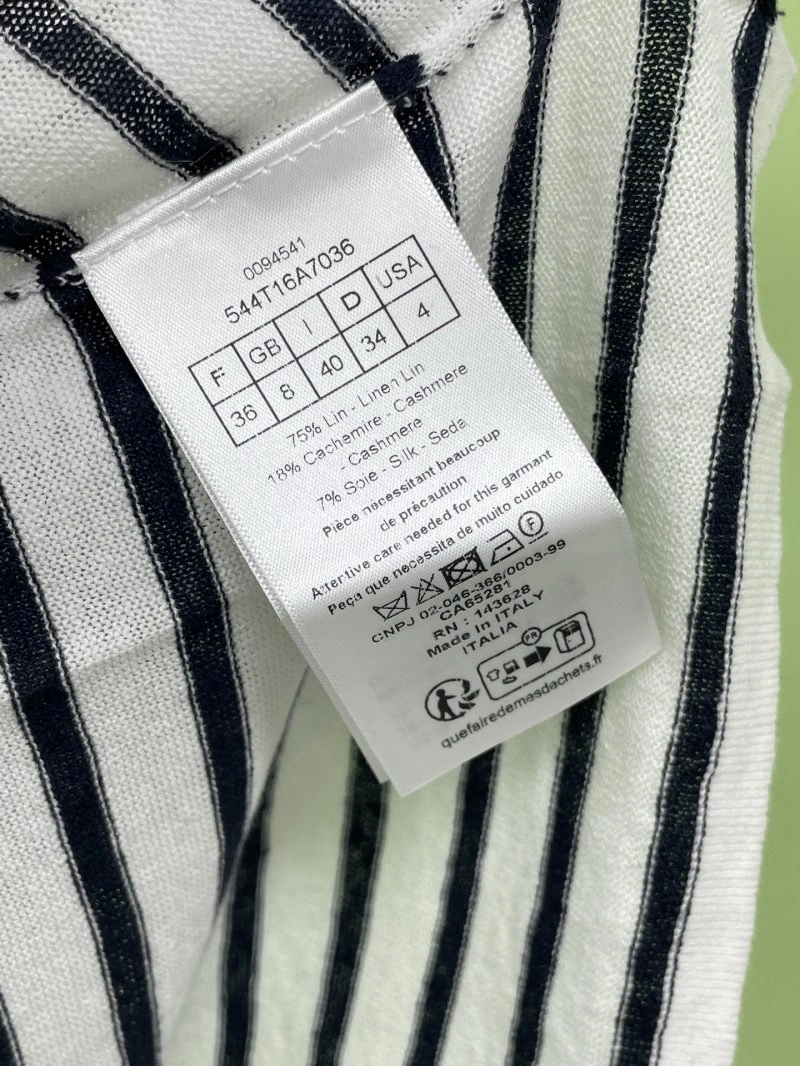 0094541
544T16A7036
F GB I D USA
36 8 40 34 4
75% Lin - Linen Lin
18% Cachemire - Cashmere
- Cashmere
7% Soie - Silk - Seda
Pièce nécessitant beaucoup
de précaution
Attentive care needed for this garment
Peça que necessita de muito cuidado
F
CNPJ 02-046-366/0003-99
CA65281
RN : 143628
Made in ITALY
ITALIA
FR
quefairedemesdechets.fr